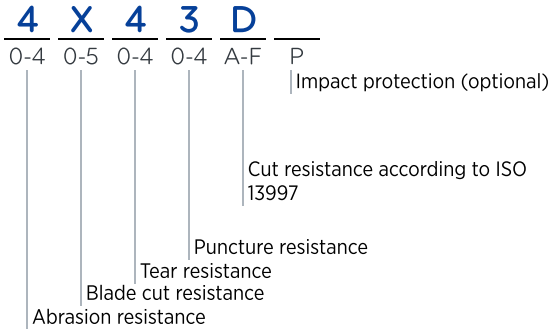 4 X 4 3 D
0-4 0-5 0-4 0-4 A-F P
Impact protection (optional)
Cut resistance according to ISO
13997
Puncture resistance
Tear resistance
Blade cut resistance
Abrasion resistance